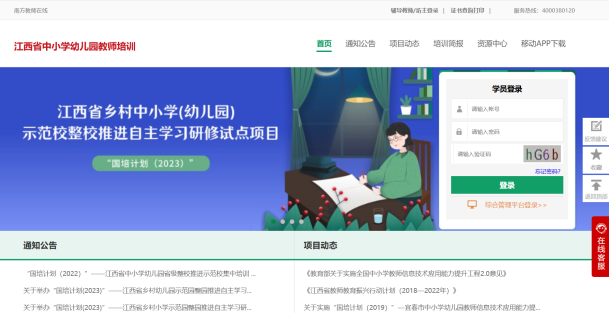 南方教师在线
辅导教师/坊主登录 | 证书查询打印 | 服务热线：4000380120
江西省中小学幼儿园教师培训
首页 通知公告 项目动态 培训简报 资源中心 移动APP下载
江西省乡村中小学(幼儿园)
示范校整校推进自主学习研修试点项目
“国培计划（2023）”
学员登录
请输入帐号
请输入密码
请输入验证码
hG6b
忘记密码?
登录
综合管理平台登录>>
收藏
返回顶部
在线客服
通知公告
项目动态
“国培计划（2022）”——江西省中小学幼儿园省级整校推进示范校集中培训 ...
《教育部关于实施全国中小学教师信息技术应用能力提升工程2.0意见》
关于举办“国培计划(2023)”——江西省乡村幼儿园示范园整园推进自主学习...
《江西省教师教育振兴行动计划（2018—2022年）》
关于举办“国培计划(2023)”——江西省乡村小学示范园整园推进自主学习研...
关于实施“国培计划（2019）”—宜春市中小学幼儿园教师信息技术应用能力提...